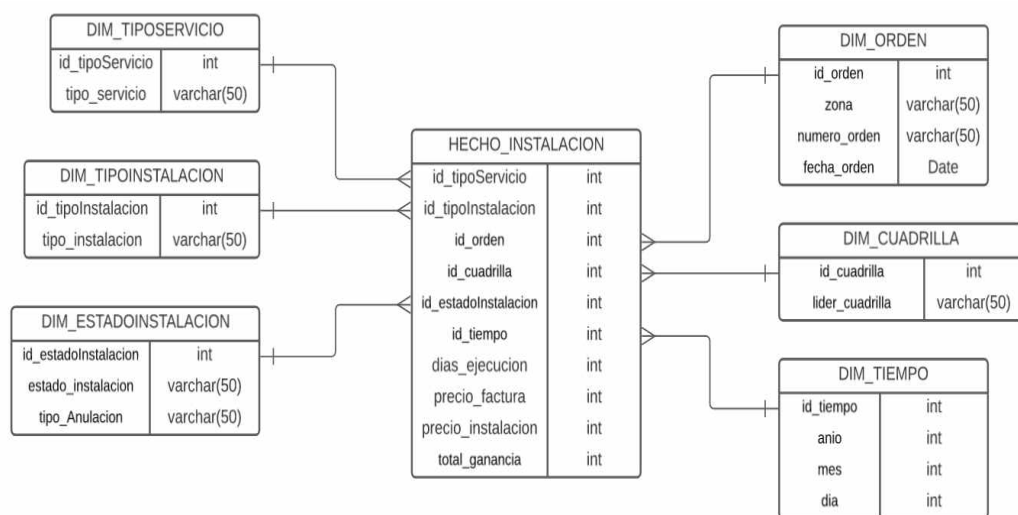 DIM_TIPOSERVICIO
id_tipoServicio int
tipo_servicio varchar(50)
DIM_TIPOINSTALACION
id_tipoInstalacion int
tipo_instalacion varchar(50)
DIM_ESTADOINSTALACION
id_estadoInstalacion int
estado_instalacion varchar(50)
tipo_Anulacion varchar(50)
HECHO_INSTALACION
id_tipoServicio int
id_tipoInstalacion int
id_orden int
id_cuadrilla int
id_estadoInstalacion int
id_tiempo int
dias_ejecucion int
precio_factura int
precio_instalacion int
total_ganancia int
DIM_ORDEN
id_orden int
zona varchar(50)
numero_orden varchar(50)
fecha_orden Date
DIM_CUADRILLA
id_cuadrilla int
lider_cuadrilla varchar(50)
DIM_TIEMPO
id_tiempo int
anio int
mes int
dia int